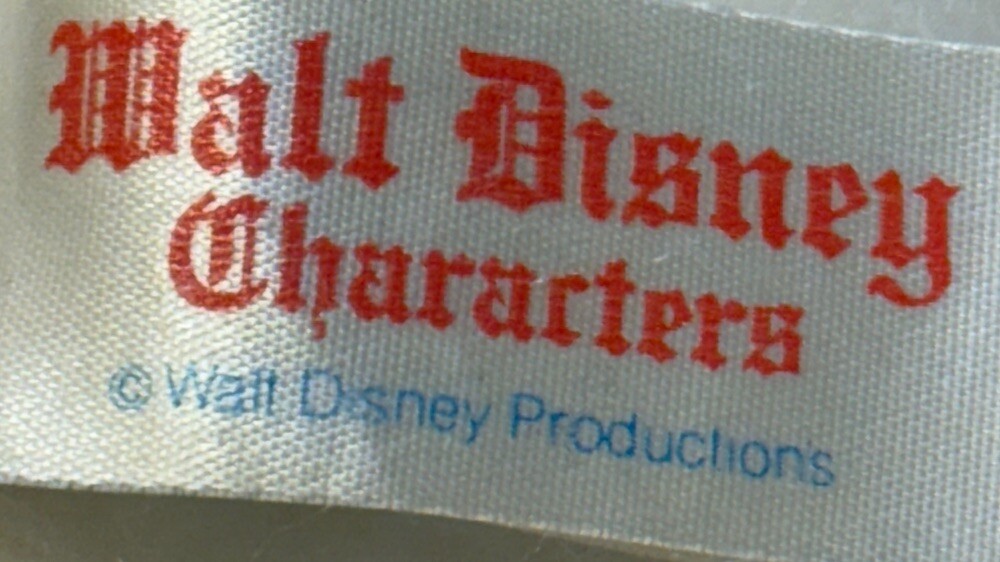 Walt Disney
Characters
© Walt Disney Productions